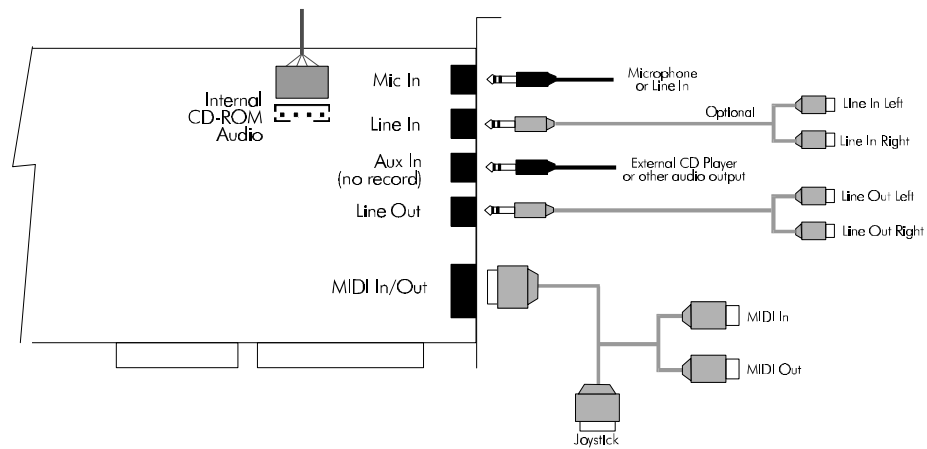 Internal
CD-ROM
Audio
Mic In
Line In
Aux In
(no record)
Line Out
MIDI In/Out
Microphone
or Line In
Optional
Line In Left
Line In Right
External CD Player
or other audio output
Line Out Left
Line Out Right
MIDI In
MIDI Out
Joystick